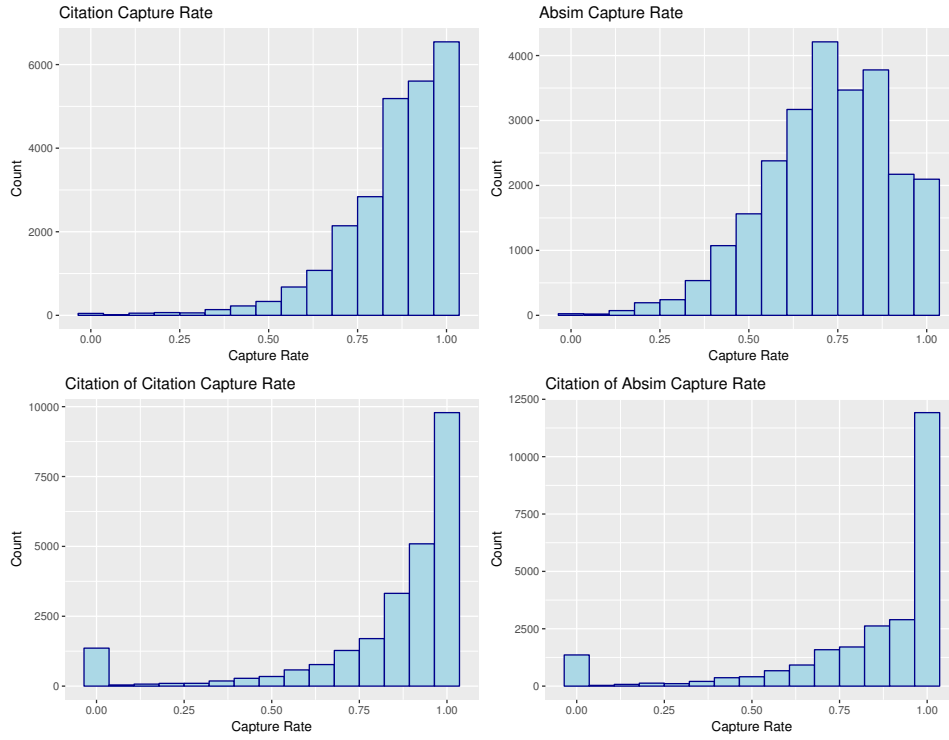 Citation Capture Rate
6000
4000
2000
0
Count
0.00 0.25 0.50 0.75 1.00
Capture Rate
Absim Capture Rate
4000
3000
2000
1000
0
Count
0.00 0.25 0.50 0.75 1.00
Capture Rate
Citation of Citation Capture Rate
10000
7500
5000
2500
0
Count
0.00 0.25 0.50 0.75 1.00
Capture Rate
Citation of Absim Capture Rate
12500
10000
7500
5000
2500
0
Count
0.00 0.25 0.50 0.75 1.00
Capture Rate